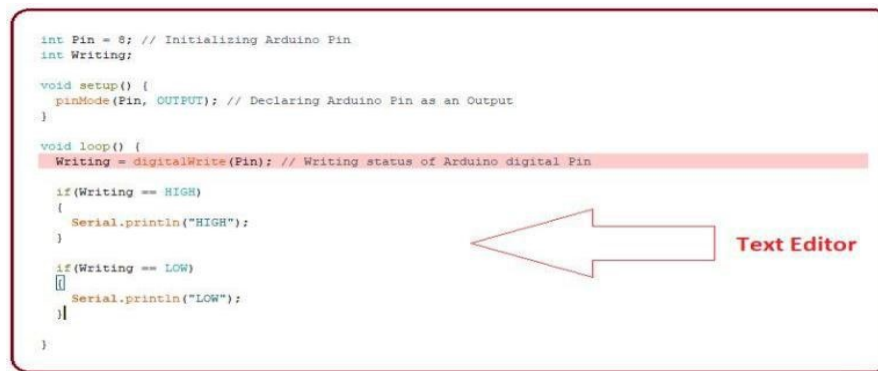 int Pin = 8; // Initializing Arduino Pin
int Writing;
void setup() {
pinMode(Pin, OUTPUT); // Declaring Arduino Pin as an Output
}
void loop() {
Writing = digitalWrite(Pin); // Writing status of Arduino digital Pin
if(Writing == HIGH)
{
Serial.println("HIGH");
}
if(Writing == LOW)
{
Serial.println("LOW");
}
}
Text Editor